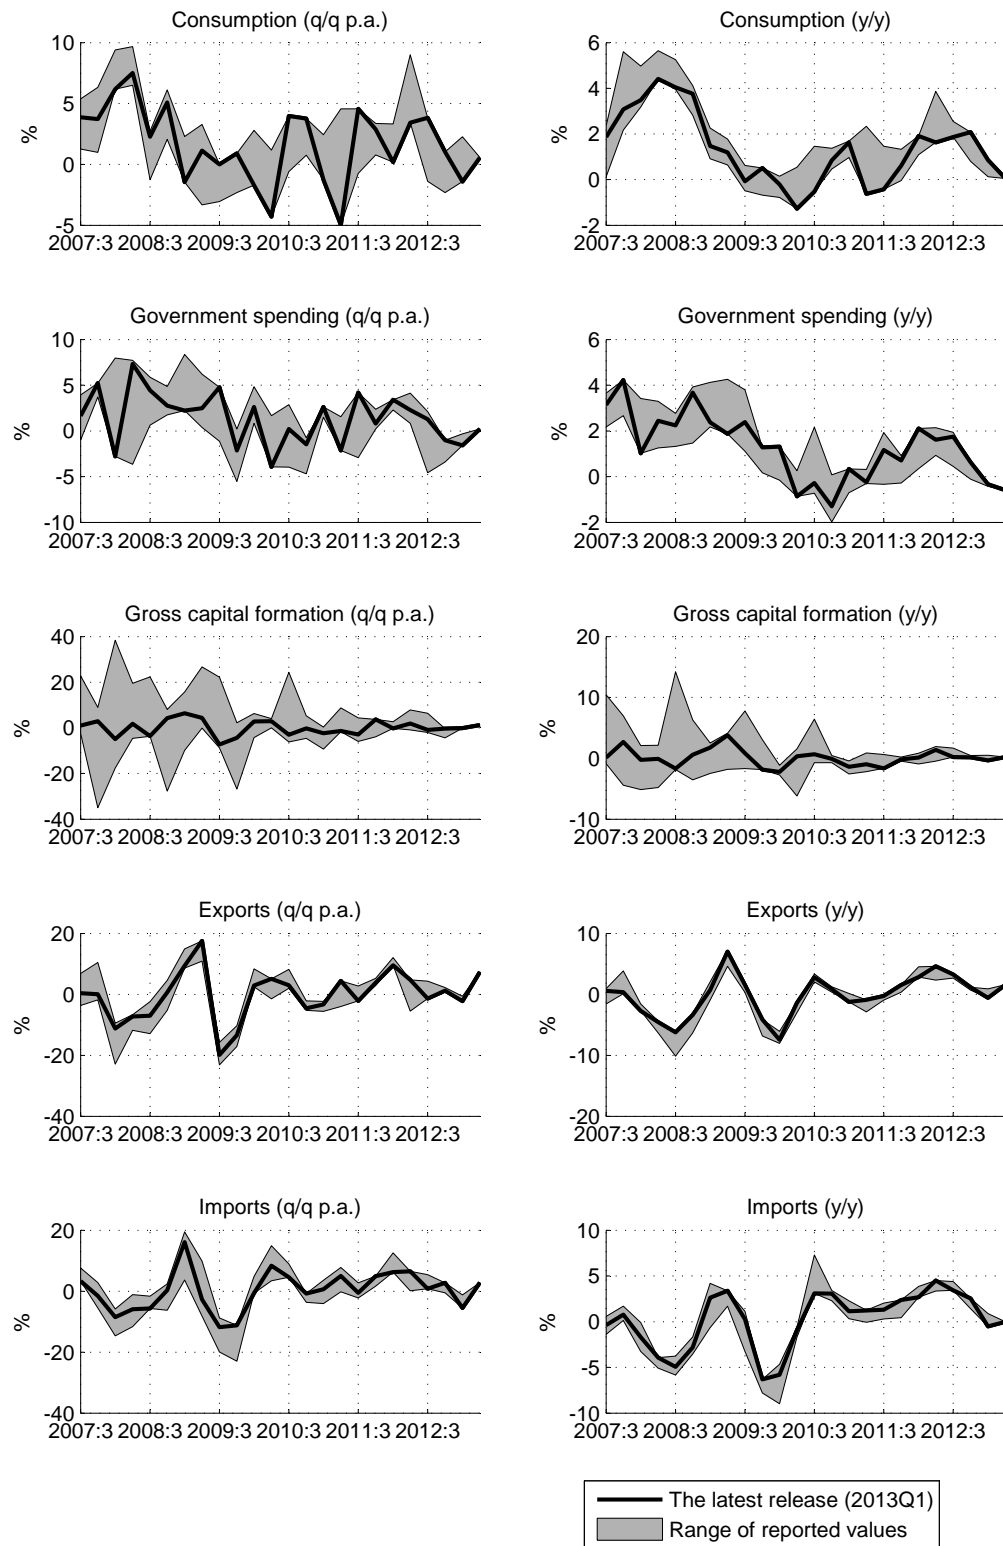 Consumption (q/q p.a.)
10
5
0
-5
%
2007:3 2008:3 2009:3 2010:3 2011:3 2012:3
Consumption (y/y)
6
4
2
0
-2
%
2007:3 2008:3 2009:3 2010:3 2011:3 2012:3
Government spending (q/q p.a.)
10
5
0
-5
-10
%
2007:3 2008:3 2009:3 2010:3 2011:3 2012:3
Government spending (y/y)
6
4
2
0
-2
%
2007:3 2008:3 2009:3 2010:3 2011:3 2012:3
Gross capital formation (q/q p.a.)
40
20
0
-20
-40
%
2007:3 2008:3 2009:3 2010:3 2011:3 2012:3
Gross capital formation (y/y)
20
10
0
-10
%
2007:3 2008:3 2009:3 2010:3 2011:3 2012:3
Exports (q/q p.a.)
20
0
-20
-40
%
2007:3 2008:3 2009:3 2010:3 2011:3 2012:3
Exports (y/y)
10
0
-10
-20
%
2007:3 2008:3 2009:3 2010:3 2011:3 2012:3
Imports (q/q p.a.)
20
0
-20
-40
%
2007:3 2008:3 2009:3 2010:3 2011:3 2012:3
Imports (y/y)
10
5
0
-5
-10
%
2007:3 2008:3 2009:3 2010:3 2011:3 2012:3
The latest release (2013Q1)
Range of reported values